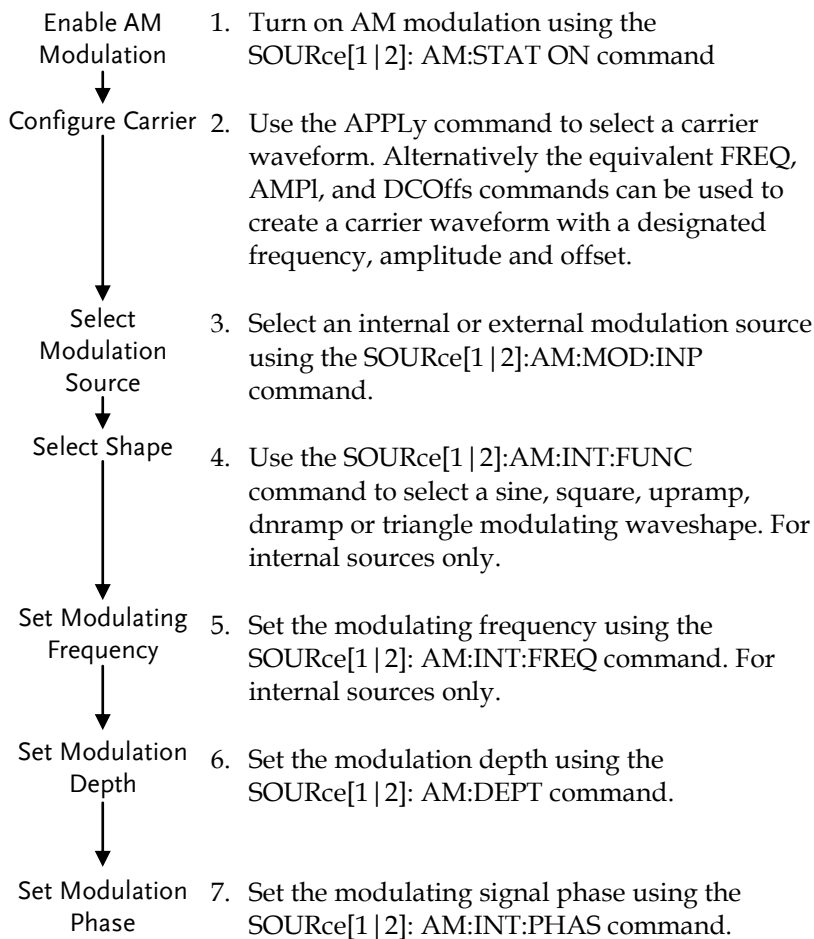 Enable AM
Modulation
1. Turn on AM modulation using the
SOURce[1|2]: AM:STAT ON command
Configure Carrier
2. Use the APPLy command to select a carrier
waveform. Alternatively the equivalent FREQ,
AMPl, and DCOffs commands can be used to
create a carrier waveform with a designated
frequency, amplitude and offset.
Select
Modulation
Source
3. Select an internal or external modulation source
using the SOURce[1|2]:AM:MOD:INP
command.
Select Shape
4. Use the SOURce[1|2]:AM:INT:FUNC
command to select a sine, square, upramp,
dnramp or triangle modulating waveshape. For
internal sources only.
Set Modulating
Frequency
5. Set the modulating frequency using the
SOURce[1|2]: AM:INT:FREQ command. For
internal sources only.
Set Modulation
Depth
6. Set the modulation depth using the
SOURce[1|2]: AM:DEPT command.
Set Modulation
Phase
7. Set the modulating signal phase using the
SOURce[1|2]: AM:INT:PHAS command.